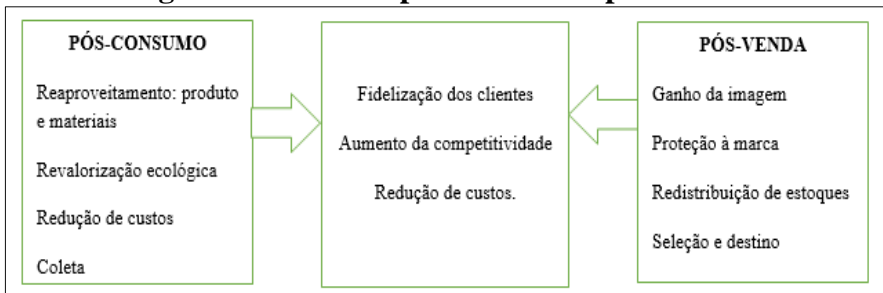 PÓS-CONSUMO
Reaproveitamento: produto
e materiais
Revalorização ecológica
Redução de custos
Coleta
Fidelização dos clientes
Aumento da competitividade
Redução de custos.
PÓS-VENDA
Ganho da imagem
Proteção à marca
Redistribuição de estoques
Seleção e destino